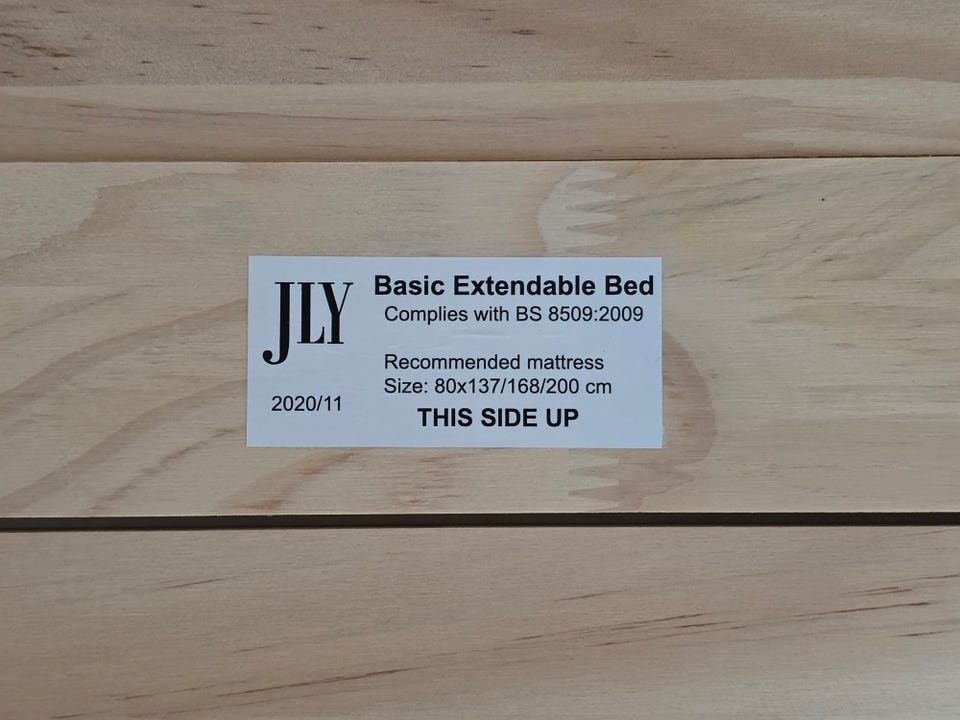 JLY
2020/11
Basic Extendable Bed
Complies with BS 8509:2009
Recommended mattress
Size: 80x137/168/200 cm
THIS SIDE UP